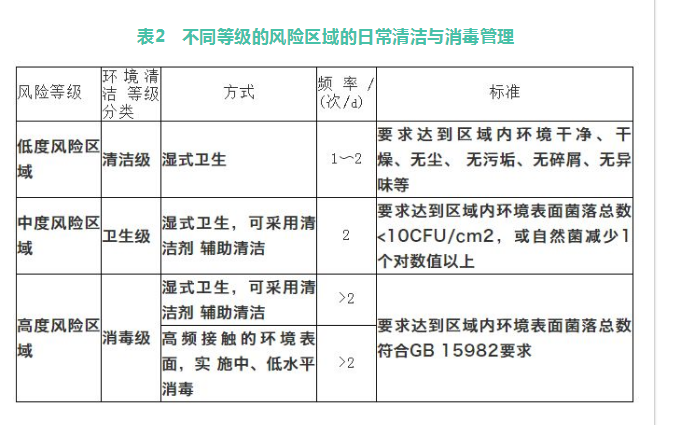 表2 不同等级的风险区域的日常清洁与消毒管理
风险等级
环 境 清
洁 等级
分类
方式
频 率 /
(次/d)
标准
低度风险区
域
清洁级
湿式卫生
1～2
要求达到区域内环境干净、干
燥、无尘、 无污垢、无碎屑、无异
味等
中度风险区
域
卫生级
湿式卫生，可采用清
洁剂 辅助清洁
2
要求达到区域内环境表面菌落总数
<10CFU/cm2，或自然菌减少1
个对数值以上
高度风险区
域
消毒级
湿式卫生，可采用清
洁剂 辅助清洁
>2
高频接触的环境表
面，实 施中、低水平
消毒
>2
要求达到区域内环境表面菌落总数
符合GB 15982要求